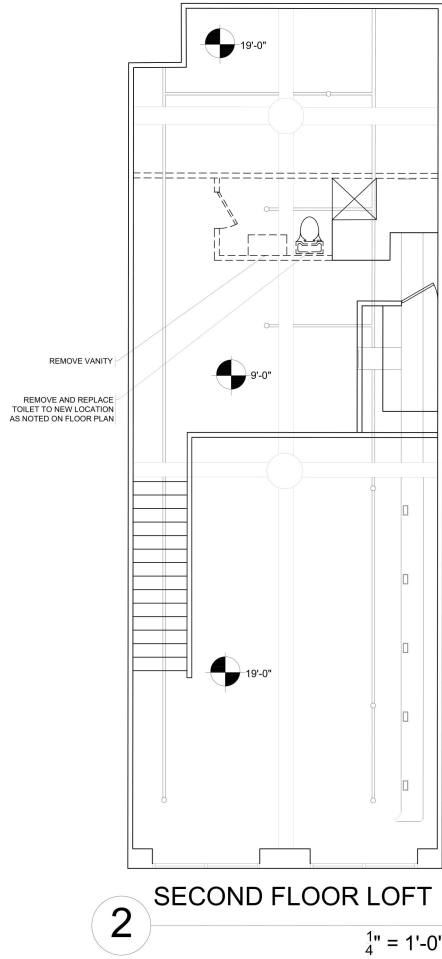 19'-0"
REMOVE VANITY
9'-0"
REMOVE AND REPLACE
TOILET TO NEW LOCATION
AS NOTED ON FLOOR PLAN
19'-0"
SECOND FLOOR LOFT
2
1/4" = 1'-0"